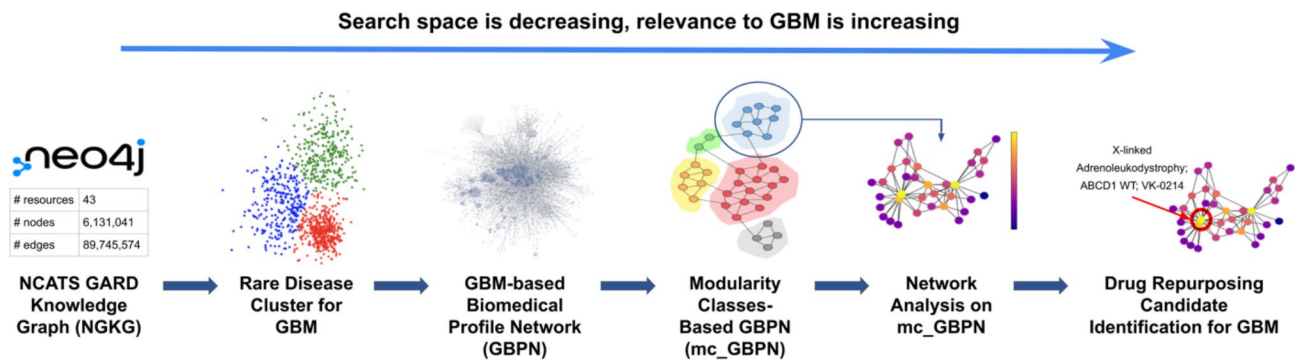 Search space is decreasing, relevance to GBM is increasing
neo4j
# resources 43
# nodes 6,131,041
# edges 89,745,574
X-linked
Adrenoleukodystrophy;
ABCD1 WT; VK-0214
NCATS GARD
Knowledge
Graph (NGKG)
Rare Disease
Cluster for
GBM
GBM-based
Biomedical
Profile Network
(GBPN)
Modularity
Classes-
Based GBPN
(mc_GBPN)
Network
Analysis on
mc_GBPN
Drug Repurposing
Candidate
Identification for GBM